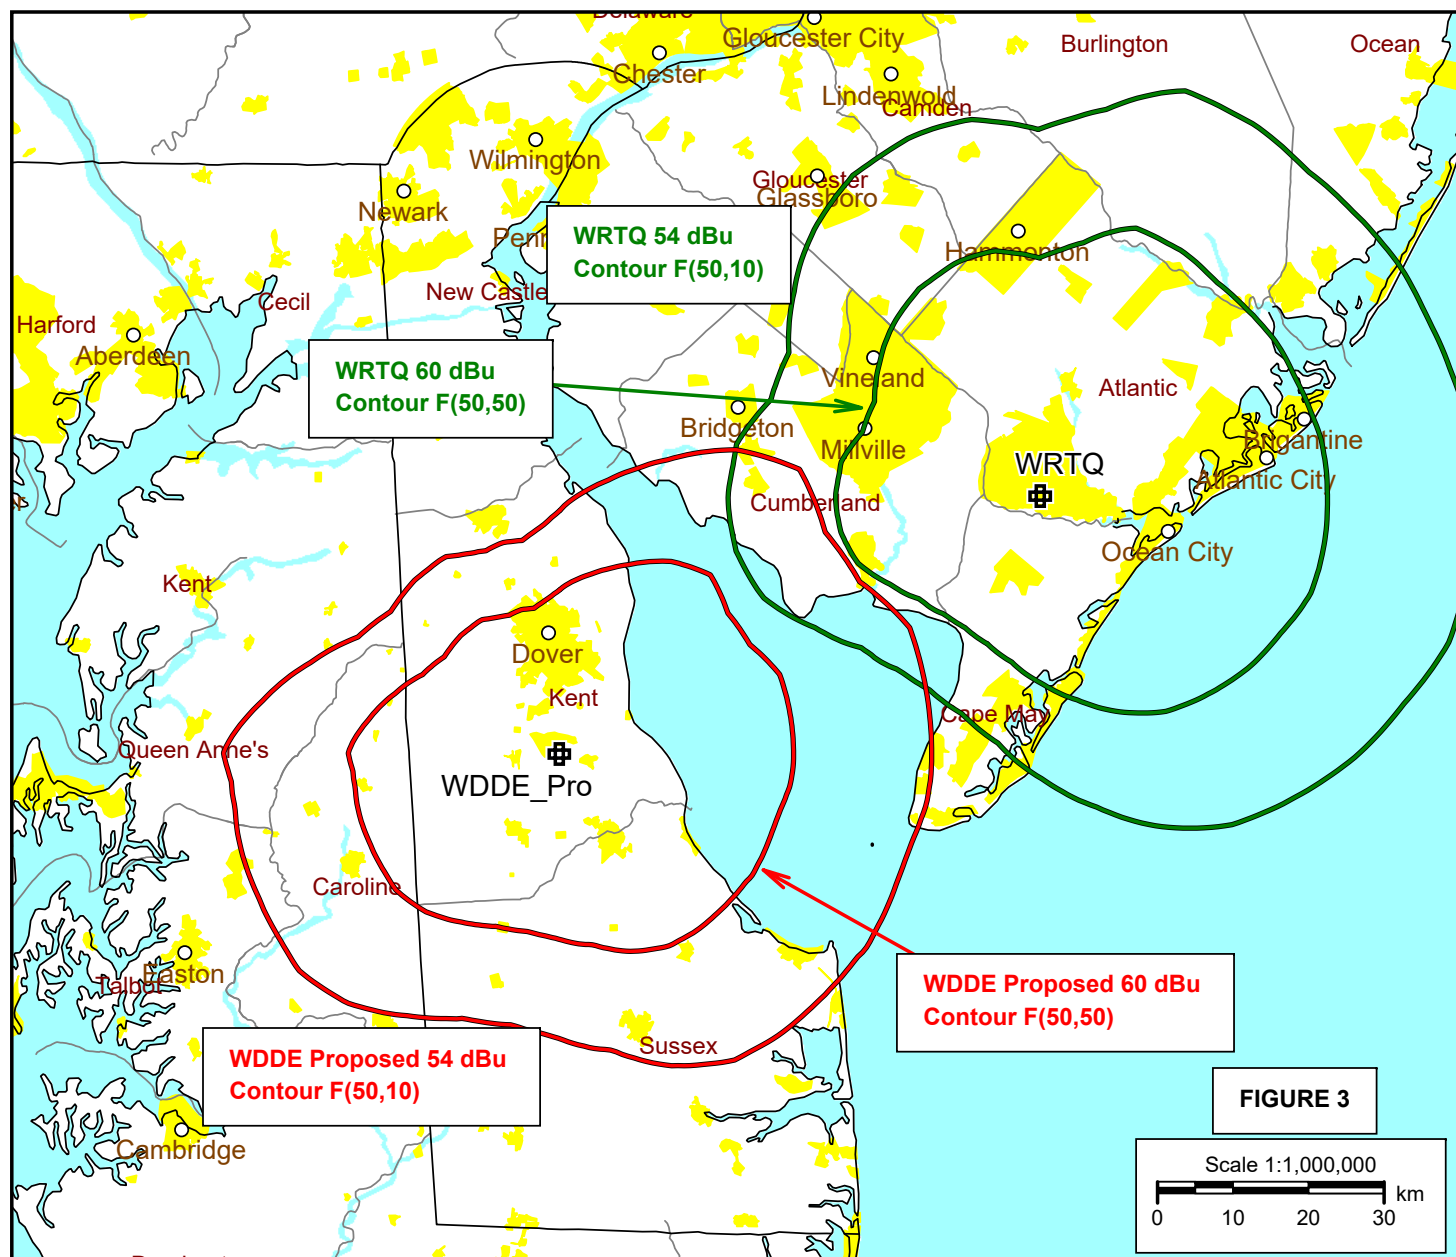 Delaware
Gloucester City
Burlington
Ocean
Chester
Lindenwold
Camden
Wilmington
Gloucester
Glassboro
Newark
Penn
WRTQ 54 dBu
Contour F(50,10)
Hammonton
New Castle
Cecil
Harford
Aberdeen
WRTQ 60 dBu
Contour F(50,50)
Vineland
Atlantic
Bridgeton
Millville
Brigantine
WRTQ
Atlantic City
Cumberland
Ocean City
Kent
Dover
Kent
Cape May
Queen Anne's
WDDE_Pro
Caroline
Easton
Talbot
WDDE Proposed 60 dBu
Contour F(50,50)
Sussex
WDDE Proposed 54 dBu
Contour F(50,10)
FIGURE 3
Cambridge
Scale 1:1,000,000
km
0 10 20 30